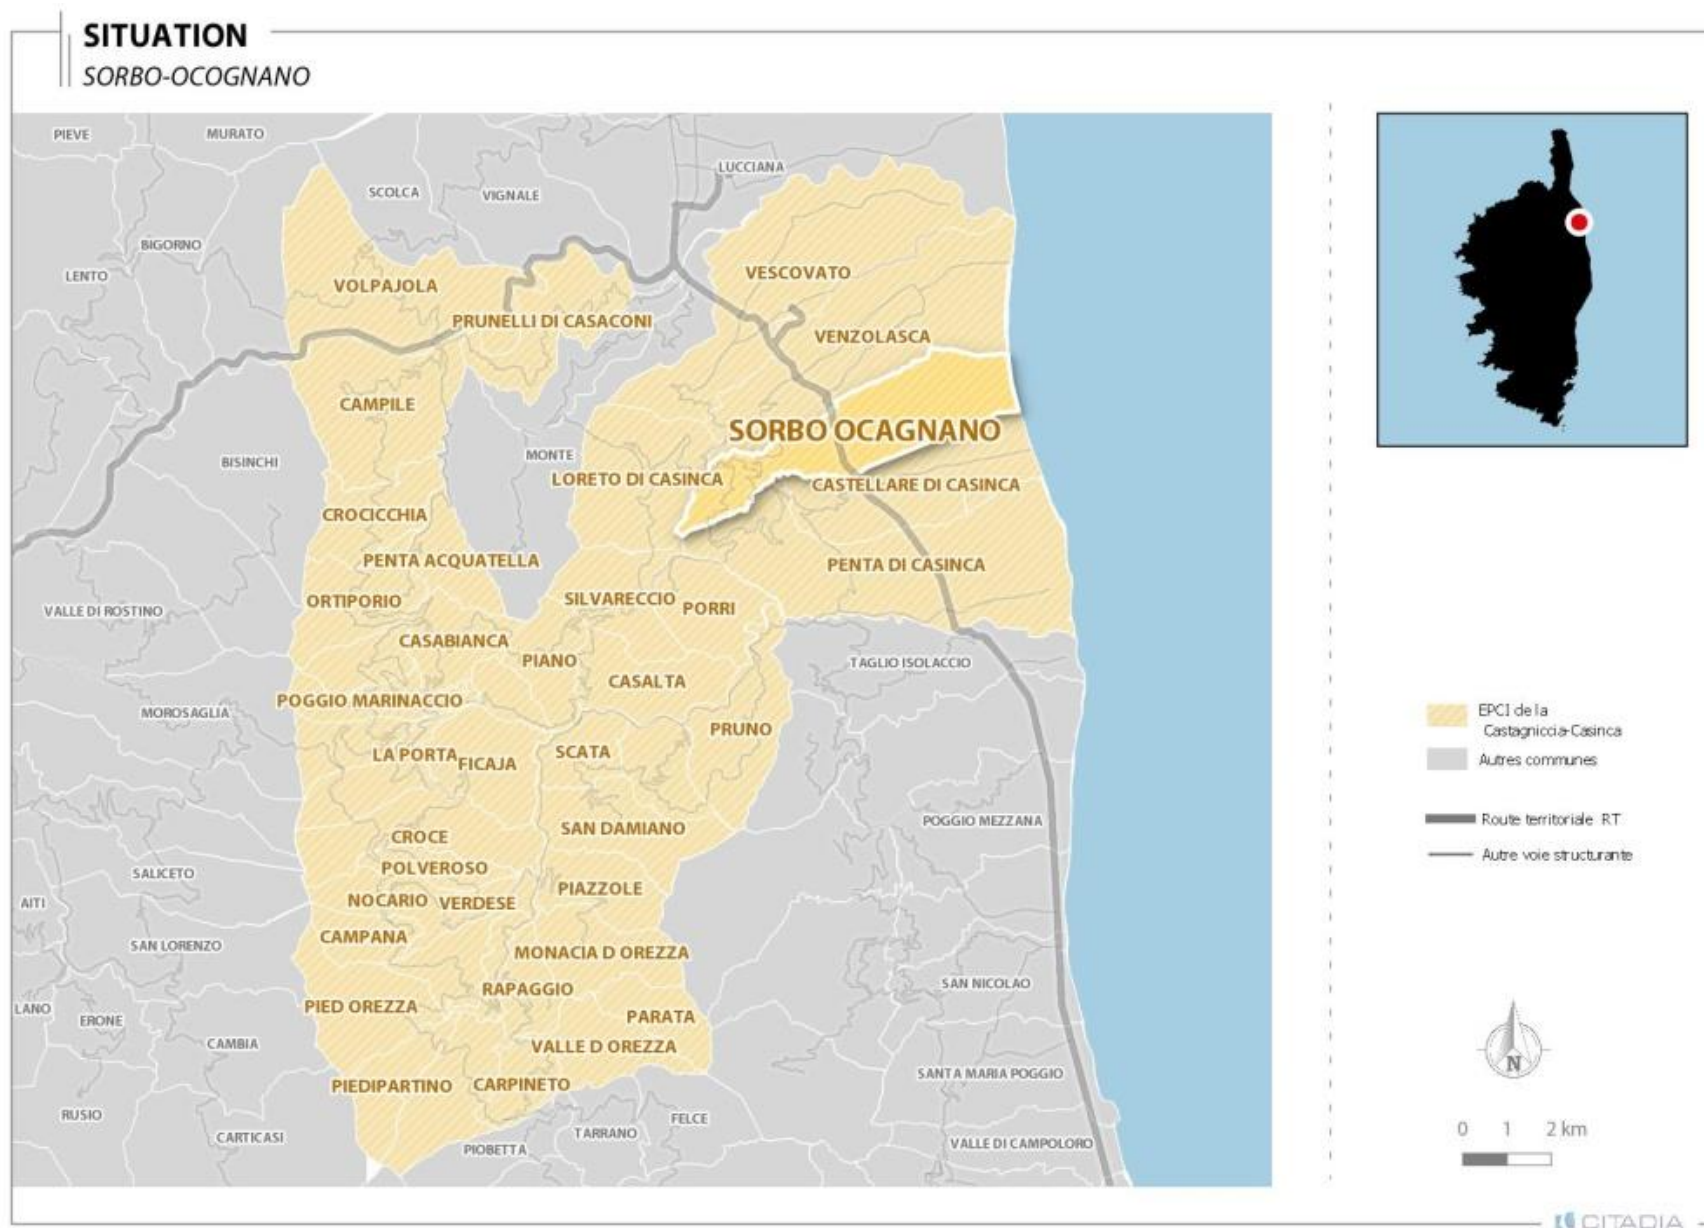 SITUATION
SORBO-OCOGNANO
PIEVE
MURATO
LUCCIANA
SCOLCA
VIGNALE
BIGORNO
LENTO
VESCOVATO
VOLPAJOLA
PRUNELLI DI CASACONI
VENZOLASCA
CAMPILE
SORBO OCAGNANO
MONTE
BISINCHI
LORETO DI CASINCA
CASTELLARE DI CASINCA
CROCICCHIA
PENTA ACQUATELLA
PENTA DI CASINCA
ORTIPORIO
SILVARECCIO
PORRI
VALLE DI ROSTINO
CASABIANCA
PIANO
TAGLIO ISOLACCIO
CASALTA
POGGIO MARINACCIO
MOROSAGLIA
PRUNO
LA PORTA
FICAJA
SCATA
POGGIO MEZZANA
SAN DAMIANO
CROCE
POLVEROSO
SALICETO
PIAZZOLE
NOCARIO
VERDESE
AITI
CAMPANA
SAN LORENZO
MONACIA D OREZZA
SAN NICOLAO
RAPAGGIO
PIED OREZZA
LANO
PARATA
ERONE
CAMBIA
VALLE D OREZZA
SANTA MARIA POGGIO
PIEDIPARTINO
CARPINETO
RUSIO
FELCE
CARTICASI
TARRANO
PIOBETTA
VALLE DI CAMPOLORO
EPCI de la
Castagniccia-Casinca
Autres communes
Route territoriale RT
Autre voie structurante
N
0 1 2 km
CITADIA